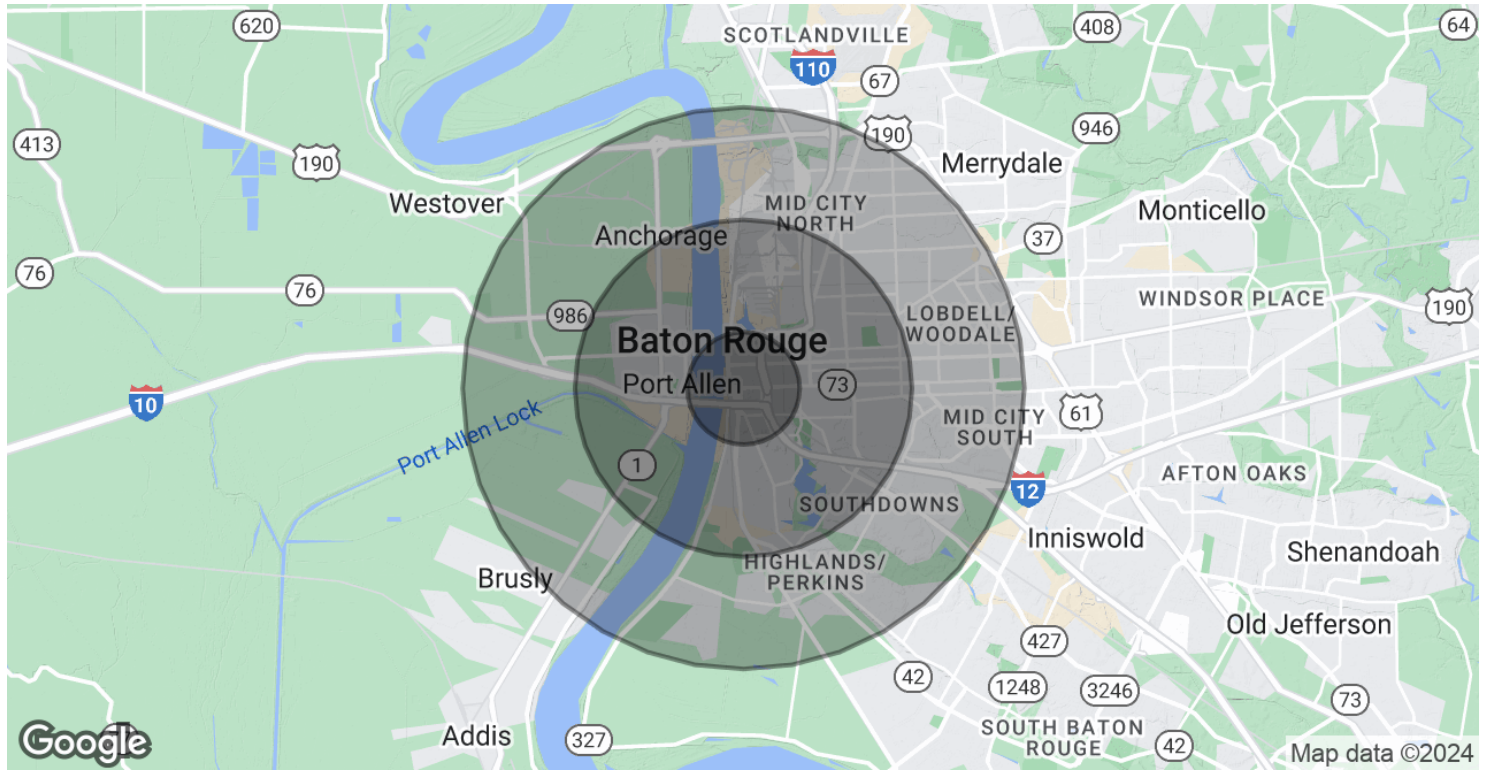 620
SCOTLANDVILLE
408
64
110
67
190
946
413
190
Merrydale
Westover
MID CITY
NORTH
Monticello
Anchorage
37
76
76
986
WINDSOR PLACE
190
LOBDELL/
WOODALE
Baton Rouge
Port Allen
73
10
Port Allen Lock
MID CITY
SOUTH
61
1
AFTON OAKS
12
SOUTHDOWNS
Inniswold
Shenandoah
HIGHLANDS/
PERKINS
Brusly
Old Jefferson
427
42
1248
3246
73
Addis
327
SOUTH BATON
ROUGE
42
Google
Map data ©2024